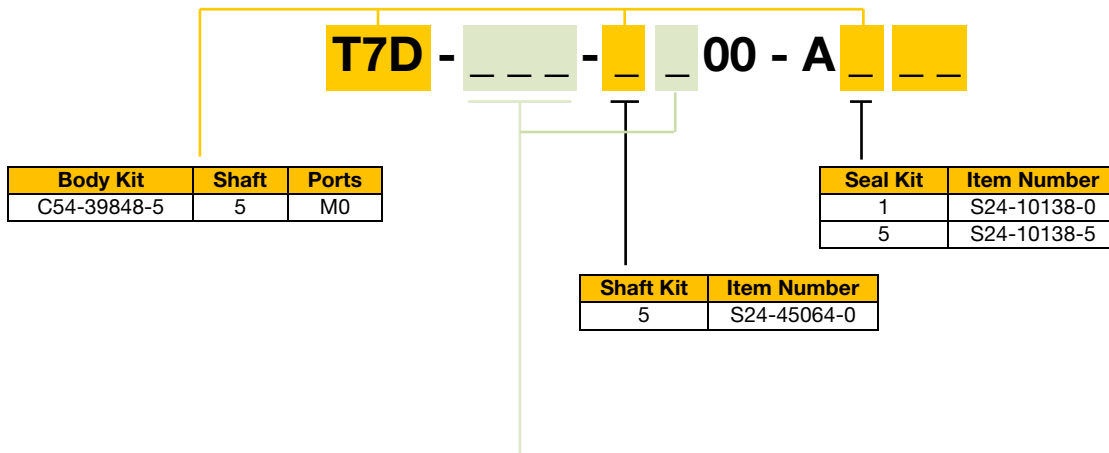 T7D - _ _ _ - _ _ 00 - A _ _ _
Body Kit Shaft Ports
C54-39848-5 5 M0
Seal Kit Item Number
1 S24-10138-0
5 S24-10138-5
Shaft Kit Item Number
5 S24-45064-0